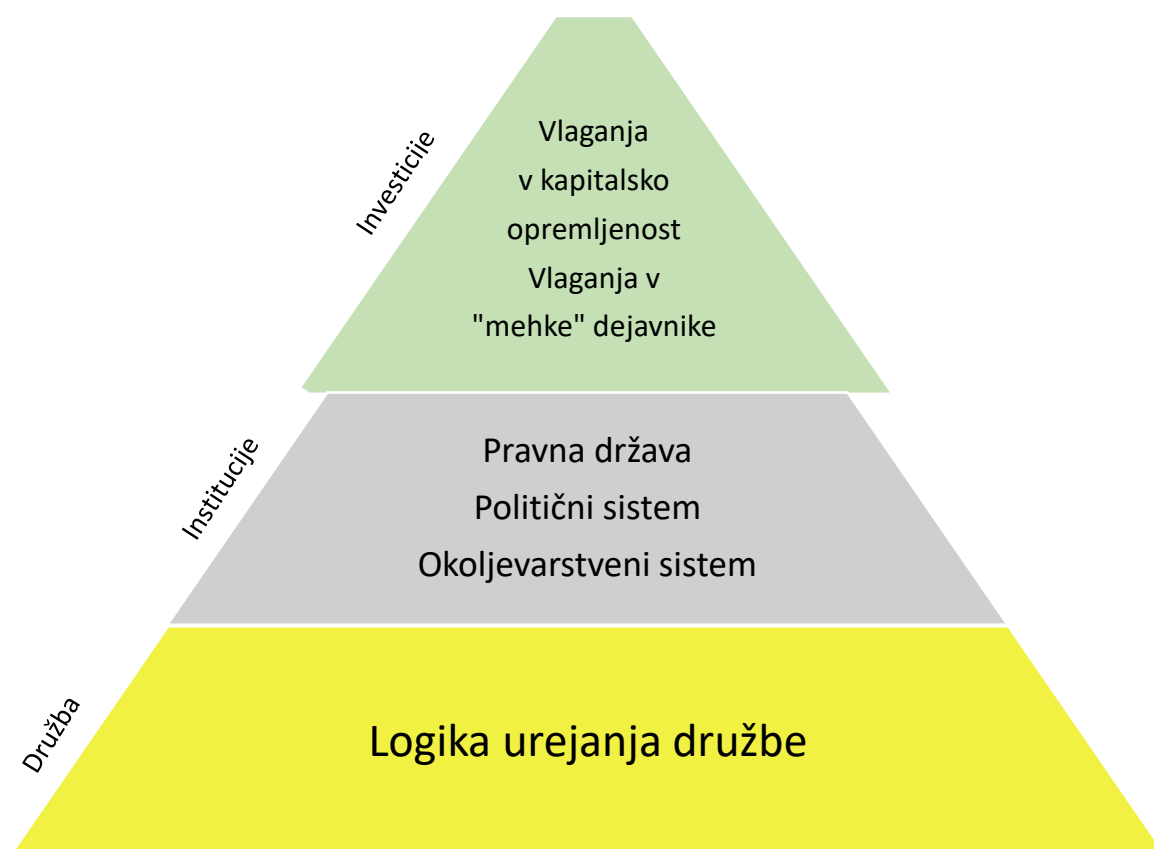 Investicije
Vlaganja
v kapitalsko
opremljenost
Vlaganja v
"mehke" dejavnike
Institucije
Pravna država
Politični sistem
Okoljevarstveni sistem
Družba
Logika urejanja družbe